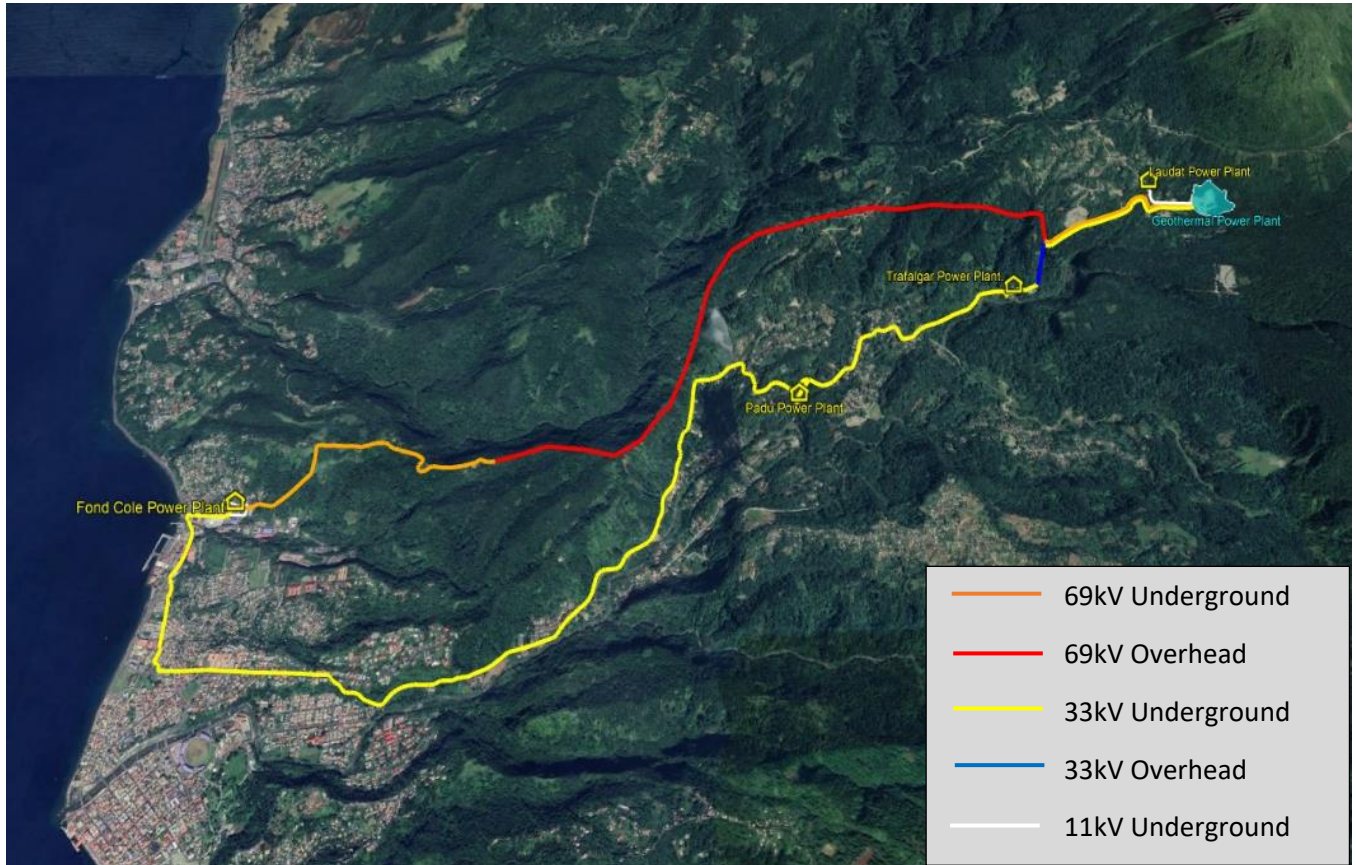 Laudat Power Plant
Geothermal Power Plant
Trafalgar Power Plant.
Padu Power Plant
Fond Cole Power Plant
69kV Underground
69kV Overhead
33kV Underground
33kV Overhead
11kV Underground